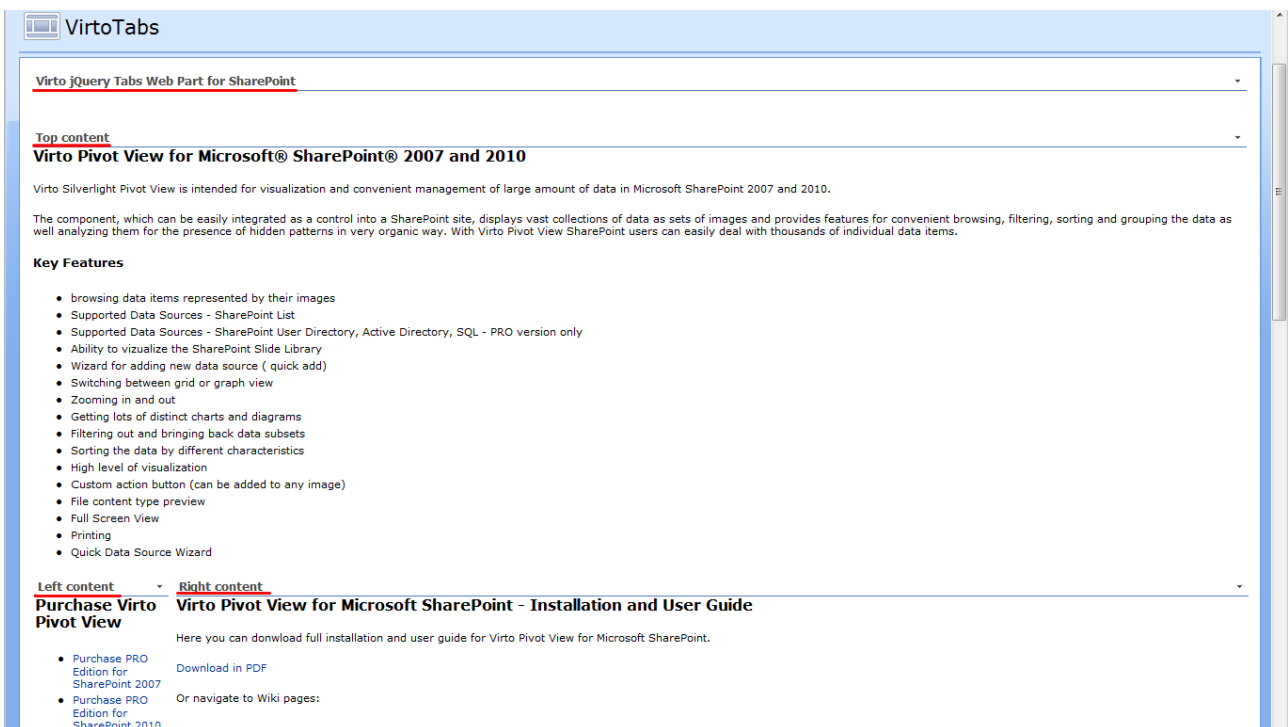 VirtoTabs
Virto jQuery Tabs Web Part for SharePoint
Top content
Virto Pivot View for Microsoft® SharePoint® 2007 and 2010
Virto Silverlight Pivot View is intended for visualization and convenient management of large amount of data in Microsoft SharePoint 2007 and 2010.
The component, which can be easily integrated as a control into a SharePoint site, displays vast collections of data as sets of images and provides features for convenient browsing, filtering, sorting and grouping the data as
well analyzing them for the presence of hidden patterns in very organic way. With Virto Pivot View SharePoint users can easily deal with thousands of individual data items.
Key Features
• browsing data items represented by their images
• Supported Data Sources - SharePoint List
• Supported Data Sources - SharePoint User Directory, Active Directory, SQL - PRO version only
• Ability to vizualize the SharePoint Slide Library
• Wizard for adding new data source ( quick add)
• Switching between grid or graph view
• Zooming in and out
• Getting lots of distinct charts and diagrams
• Filtering out and bringing back data subsets
• Sorting the data by different characteristics
• High level of visualization
• Custom action button (can be added to any image)
• File content type preview
• Full Screen View
• Printing
• Quick Data Source Wizard
Left content
Purchase Virto
Pivot View
• Purchase PRO
Edition for
SharePoint 2007
• Purchase PRO
Edition for
SharePoint 2010
Right content
Virto Pivot View for Microsoft SharePoint - Installation and User Guide
Here you can donwload full installation and user guide for Virto Pivot View for Microsoft SharePoint.
Download in PDF
Or navigate to Wiki pages: